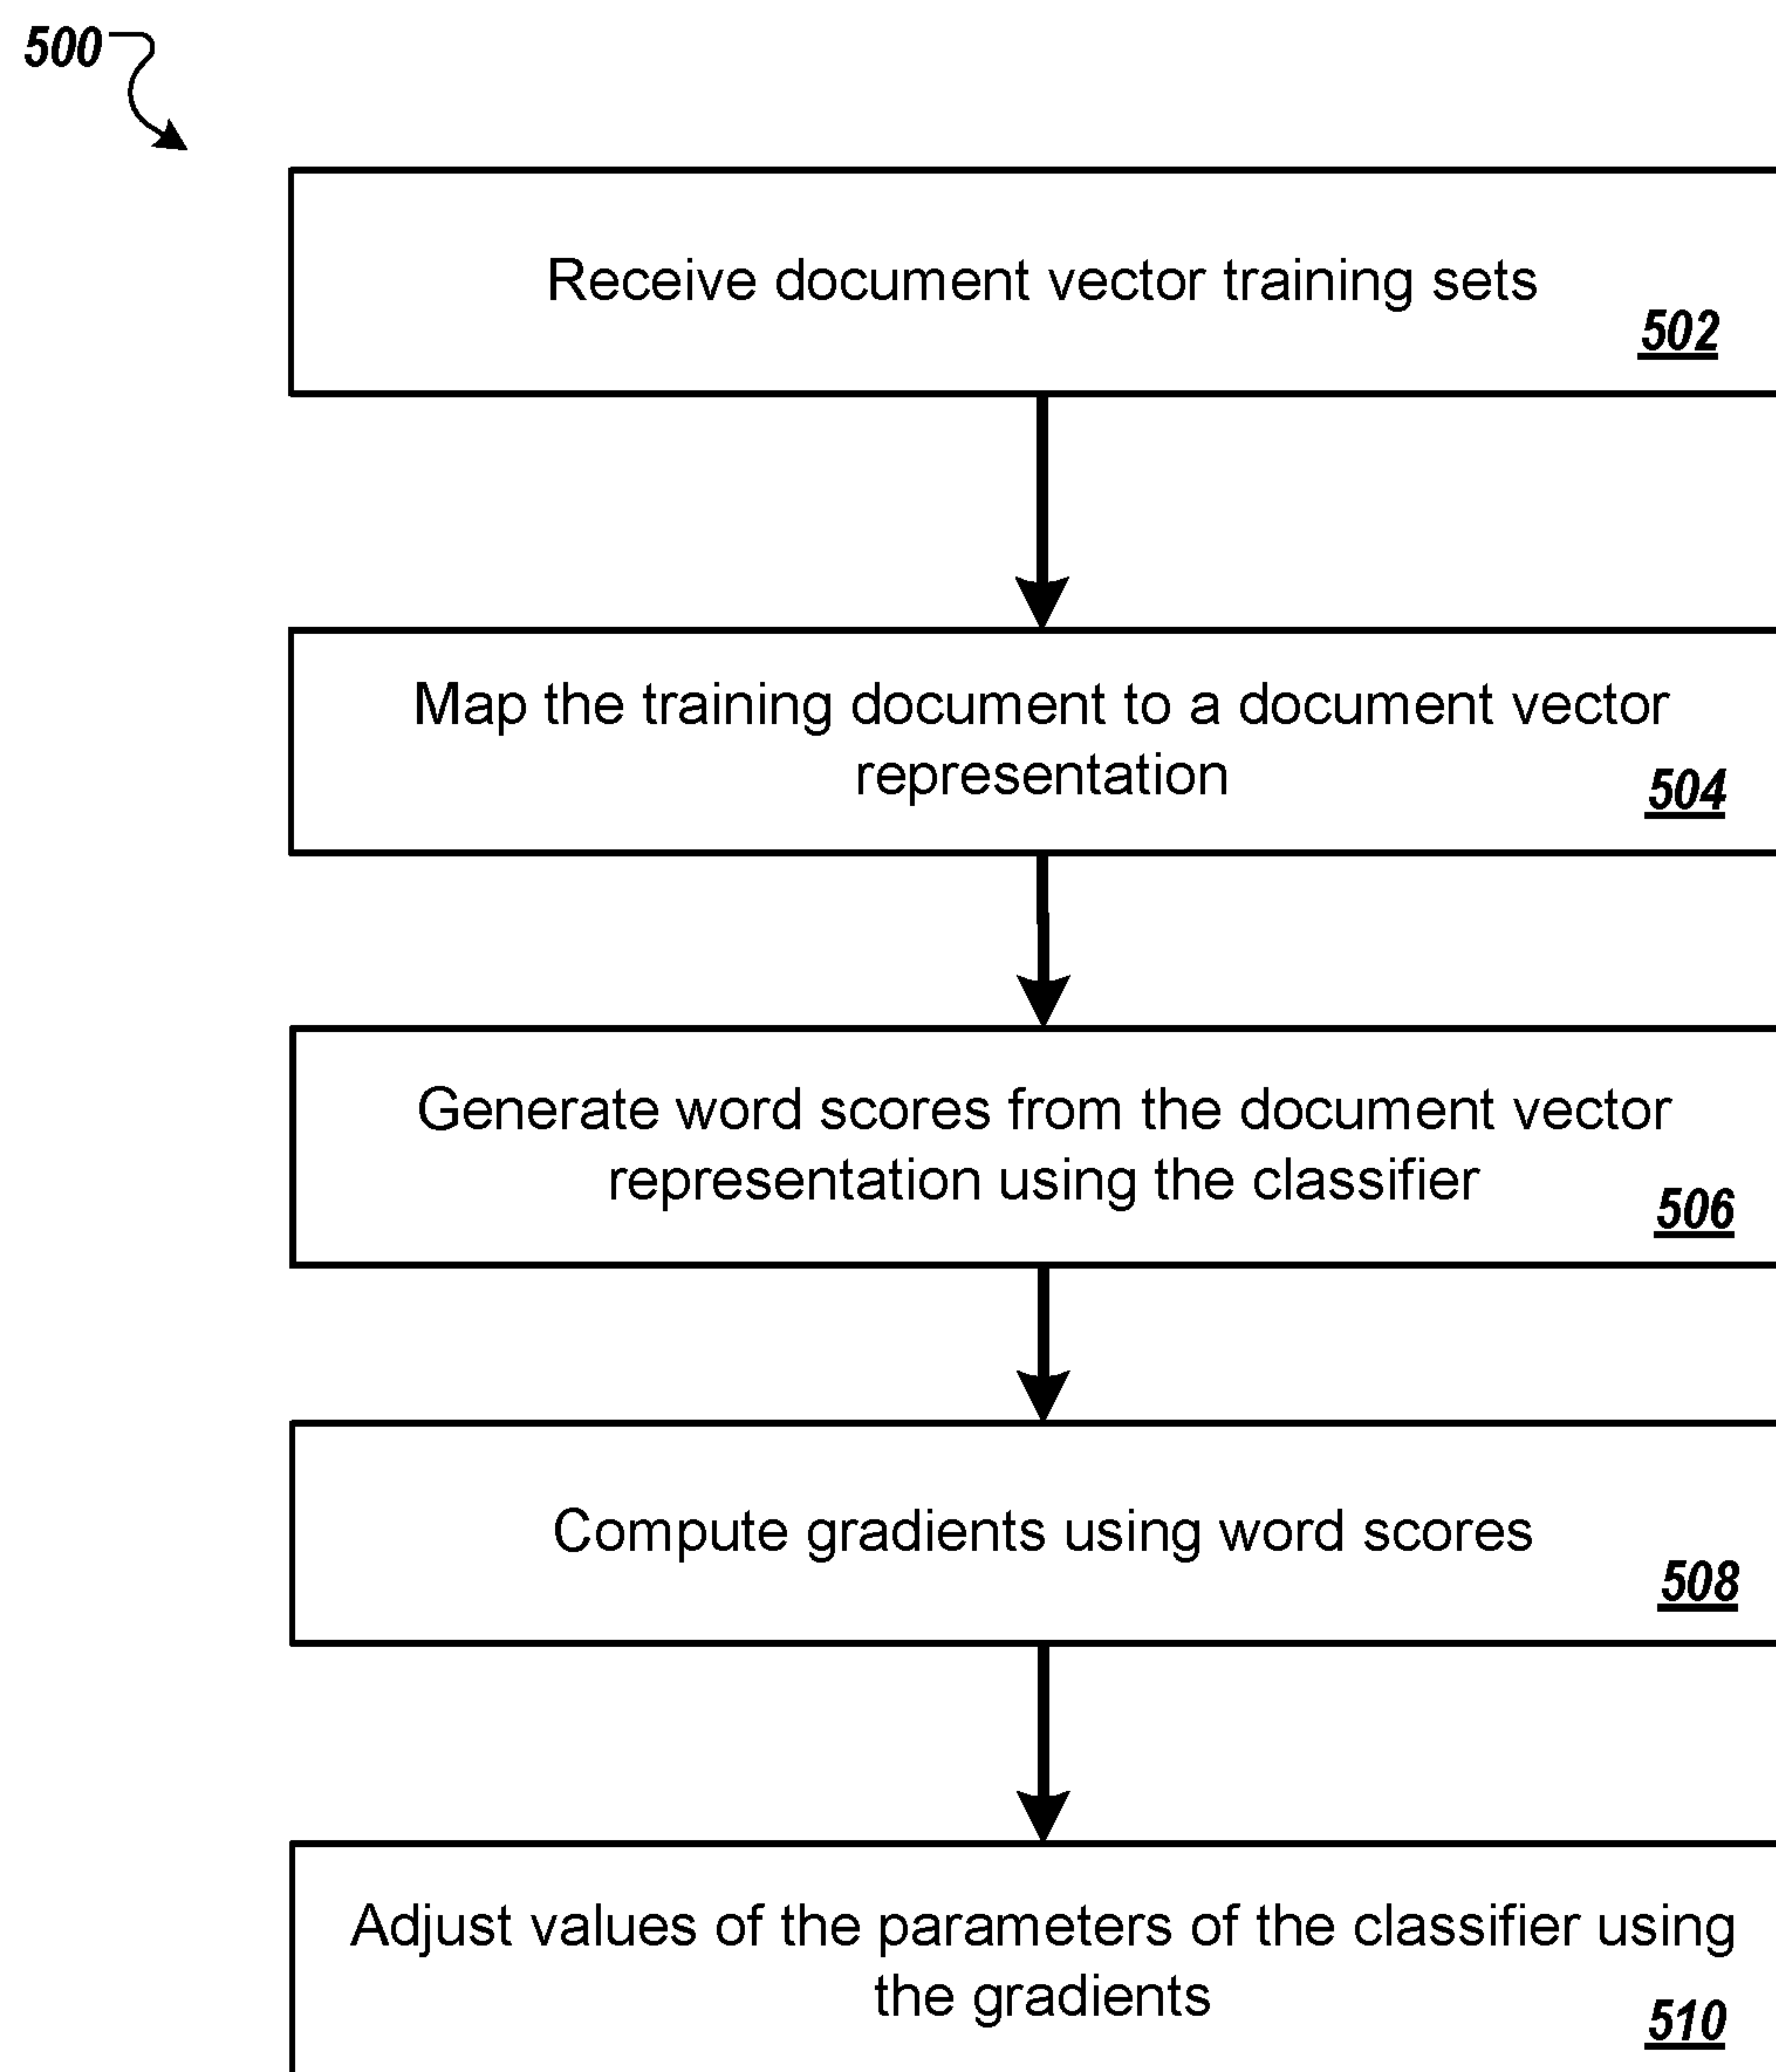 500
Receive document vector training sets
502
Map the training document to a document vector
representation
504
Generate word scores from the document vector
representation using the classifier
506
Compute gradients using word scores
508
Adjust values of the parameters of the classifier using
the gradients
510